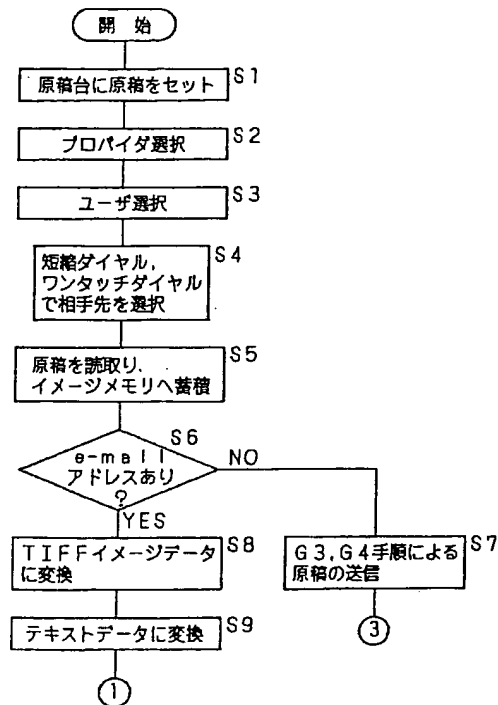 開 始
原稿台に原稿をセット S1
プロパイダ選択 S2
ユーザ選択 S3
短縮ダイヤル, S4
ワンタッチダイヤル
で相手先を選択
原稿を読取り, S5
イメージメモリへ蓄積
S6
e-mail
アドレスあり
?
NO
YES
TIFFイメージデータ S8
に変換
G3,G4手順による S7
原稿の送信
テキストデータに変換 S9
3
1